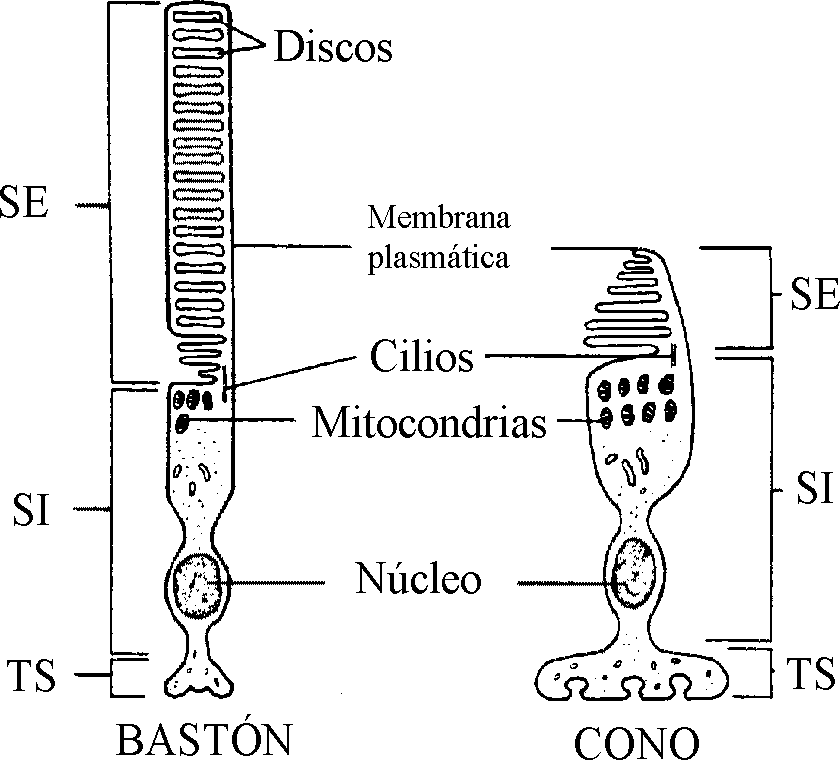 Discos
SE
Membrana
plasmática
SE
Cilios
Mitocondrias
SI
SI
Núcleo
TS
TS
BASTÓN
CONO